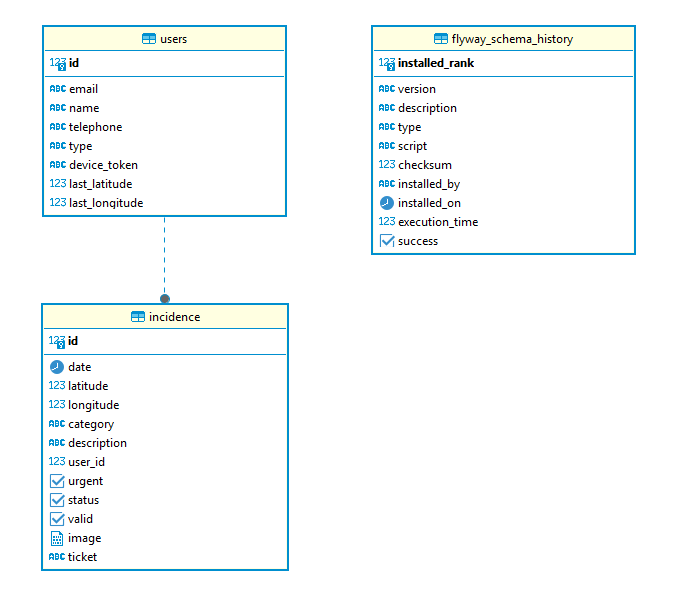 users
123 id
ABC email
ABC name
ABC telephone
ABC type
ABC device_token
123 last_latitude
123 last_longitude
flyway_schema_history
123 installed_rank
ABC version
ABC description
ABC type
ABC script
123 checksum
ABC installed_by
installed_on
123 execution_time
success
incidence
123 id
date
123 latitude
123 longitude
ABC category
ABC description
123 user_id
urgent
status
valid
image
ABC ticket